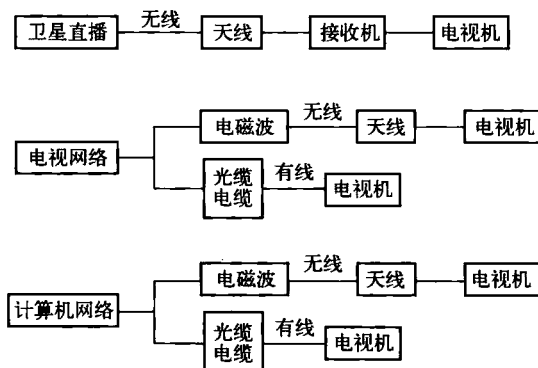 无线
卫星直播 天线 接收机 电视机
无线
电磁波 天线 电视机
电视网络
光缆 有线
电缆 电视机
无线
电磁波 天线 电视机
计算机网络
光缆 有线
电缆 电视机